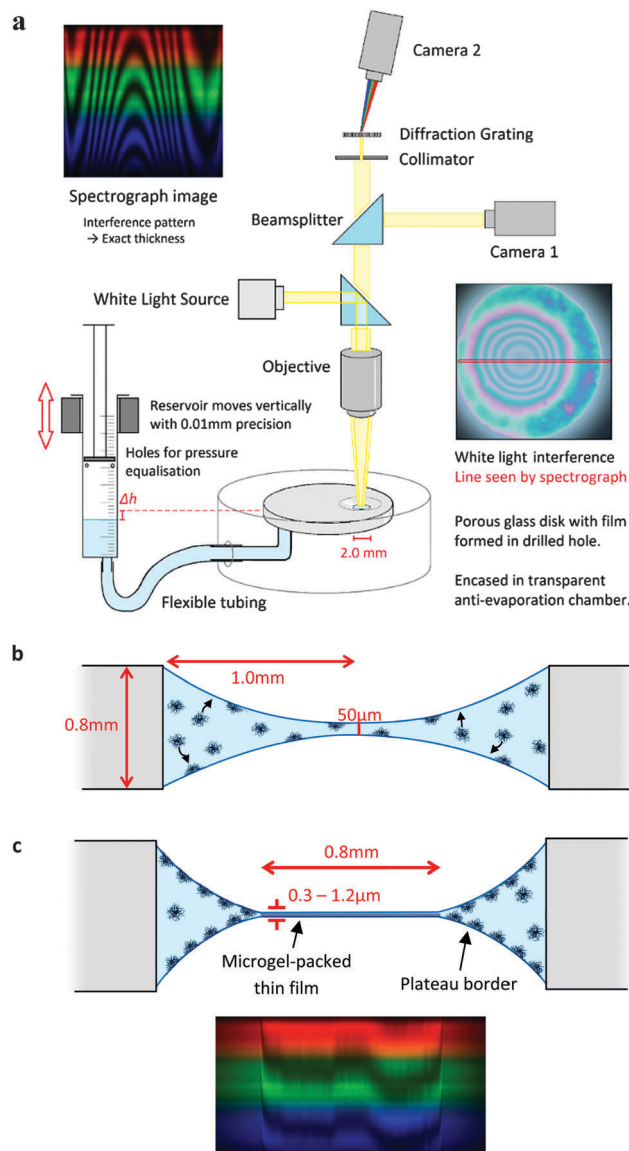 a
Camera 2
Diffraction Grating
Collimator
Spectrograph image
Interference pattern
→ Exact thickness
Beamsplitter
Camera 1
White Light Source
Objective
Reservoir moves vertically
with 0.01mm precision
Holes for pressure
equalisation
Δh
White light interference
Line seen by spectrograph
2.0 mm
Porous glass disk with film
formed in drilled hole.
Encased in transparent
anti-evaporation chamber.
Flexible tubing
b
1.0mm
0.8mm
50μm
c
0.8mm
0.3 – 1.2μm
Microgel-packed
thin film
Plateau border